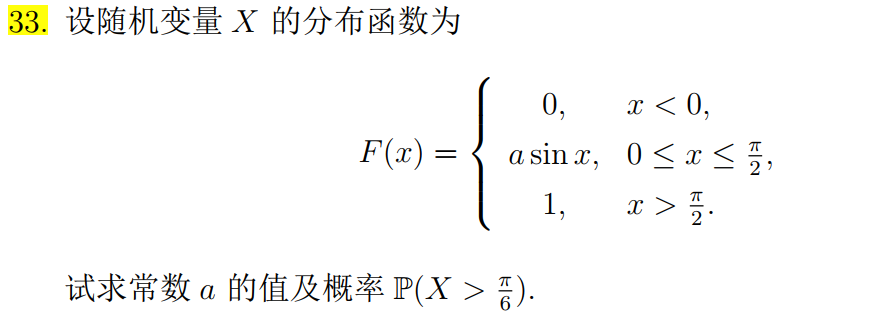 33. 设随机变量 X 的分布函数为
F(x) = { 0, x < 0,
a sin x, 0 ≤ x ≤ π/2,
1, x > π/2.
试求常数 a 的值及概率 ℙ(X > π/6).